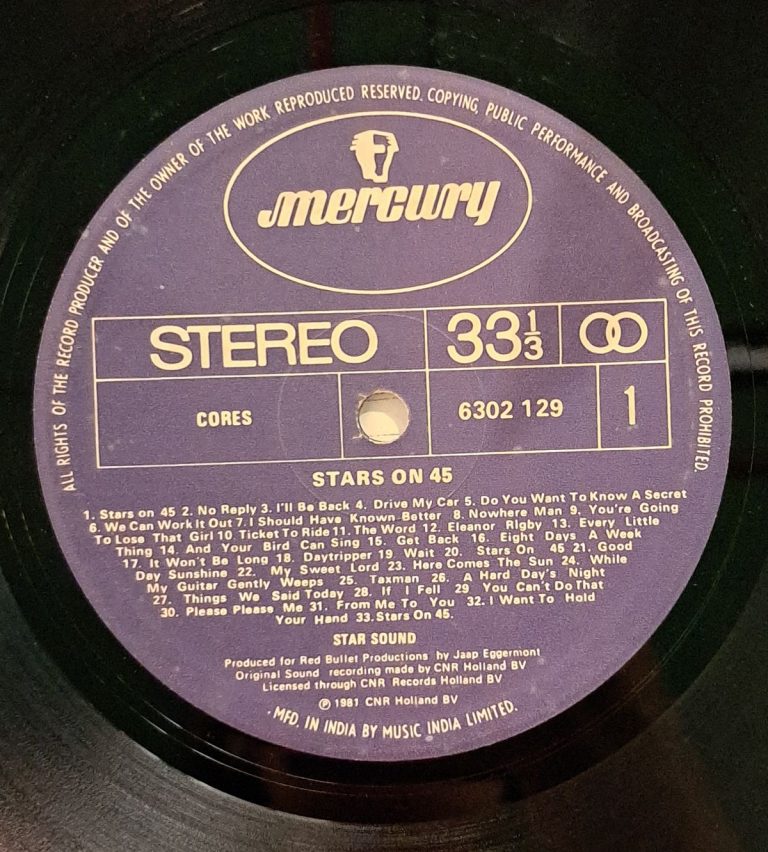 ALL RIGHTS OF THE RECORD PRODUCER AND OF THE OWNER OF THE WORK REPRODUCED RESERVED. COPYING, PUBLIC PERFORMANCE AND BROADCASTING OF THIS RECORD PROHIBITED.
mercury
STEREO 33 1/3
CORES 6302 129 1
STARS ON 45
1. Stars on 45 2. No Reply 3. I'll Be Back 4. Drive My Car 5. Do You Want To Know A Secret
6. We Can Work It Out 7. I Should Have Known Better 8. Nowhere Man 9. You're Going
To Lose That Girl 10. Ticket To Ride 11. The Word 12. Eleanor Rigby 13. Every Little
Thing 14. And Your Bird Can Sing 15. Get Back 16. Eight Days A Week
17. It Won't Be Long 18. Daytripper 19. Wait 20. Stars On 45 21. Good
Day Sunshine 22. My Sweet Lord 23. Here Comes The Sun 24. While
My Guitar Gently Weeps 25. Taxman 26. A Hard Day's Night
27. Things We Said Today 28. If I Fell 29 You Can't Do That
30. Please Please Me 31. From Me To You 32. I Want To Hold
Your Hand 33. Stars On 45.
STAR SOUND
Produced for Red Bullet Productions by Jaap Eggermont
Original Sound recording made by CNR Holland BV
Licensed through CNR Records Holland BV
℗ 1981 CNR Holland BV
. MFD. IN INDIA BY MUSIC INDIA LIMITED.